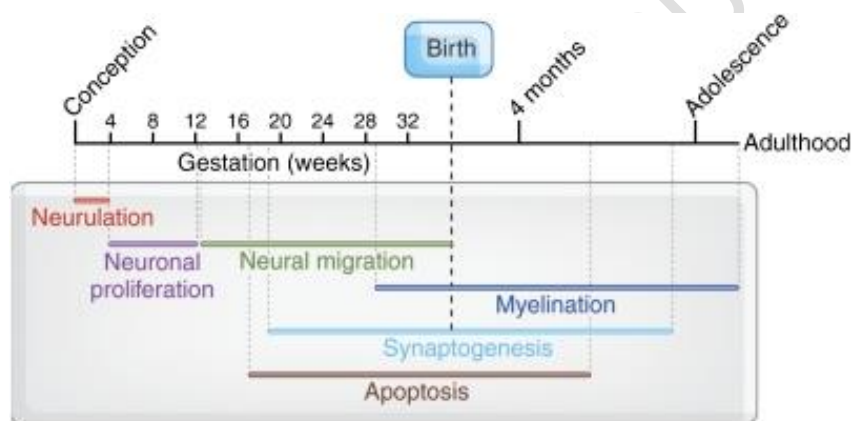 Conception
Birth
4 months
Adolescence
4 8 12 16 20 24 28 32
Adulthood
Gestation (weeks)
Neurulation
Neuronal
proliferation
Neural migration
Myelination
Synaptogenesis
Apoptosis